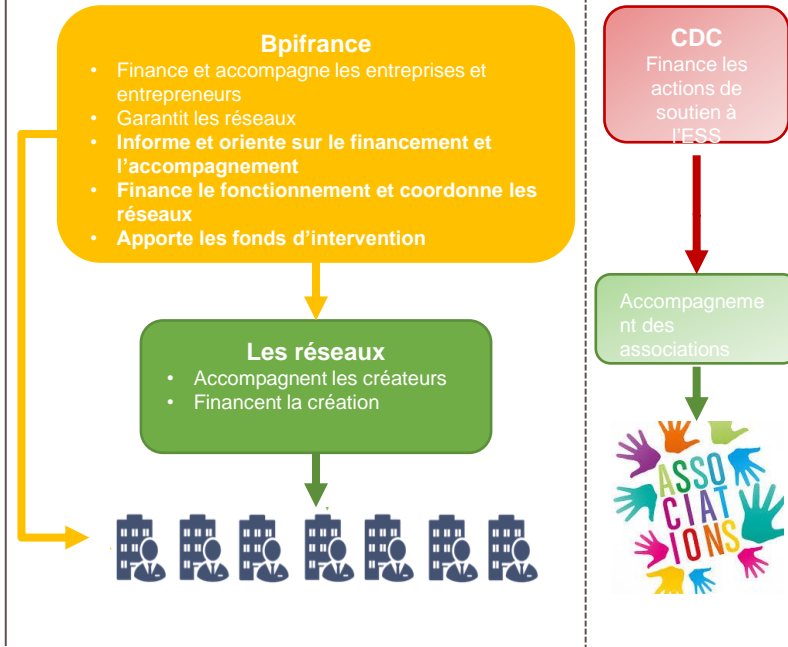 Bpifrance
• Finance et accompagne les entreprises et
entrepreneurs
• Garantit les réseaux
• Informe et oriente sur le financement et
l’accompagnement
• Finance le fonctionnement et coordonne les
réseaux
• Apporte les fonds d’intervention
CDC
Finance les
actions de
soutien à
l’ESS
Les réseaux
• Accompagnent les créateurs
• Financent la création
Accompagneme
nt des
associations
ASSO
CIAT
IONS